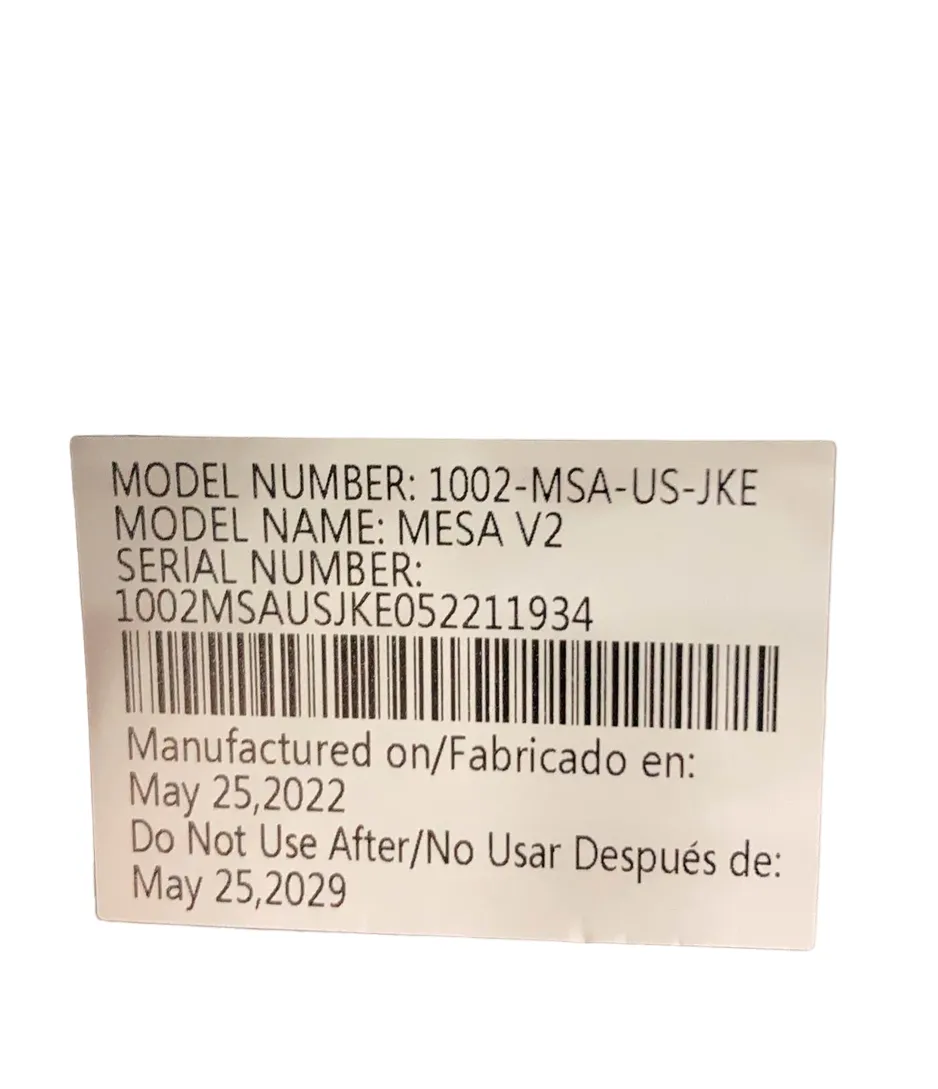 MODEL NUMBER: 1002-MSA-US-JKE
MODEL NAME: MESA V2
SERIAL NUMBER:
1002MSAUSJKE052211934
Manufactured on/Fabricado en:
May 25,2022
Do Not Use After/No Usar Después de:
May 25,2029